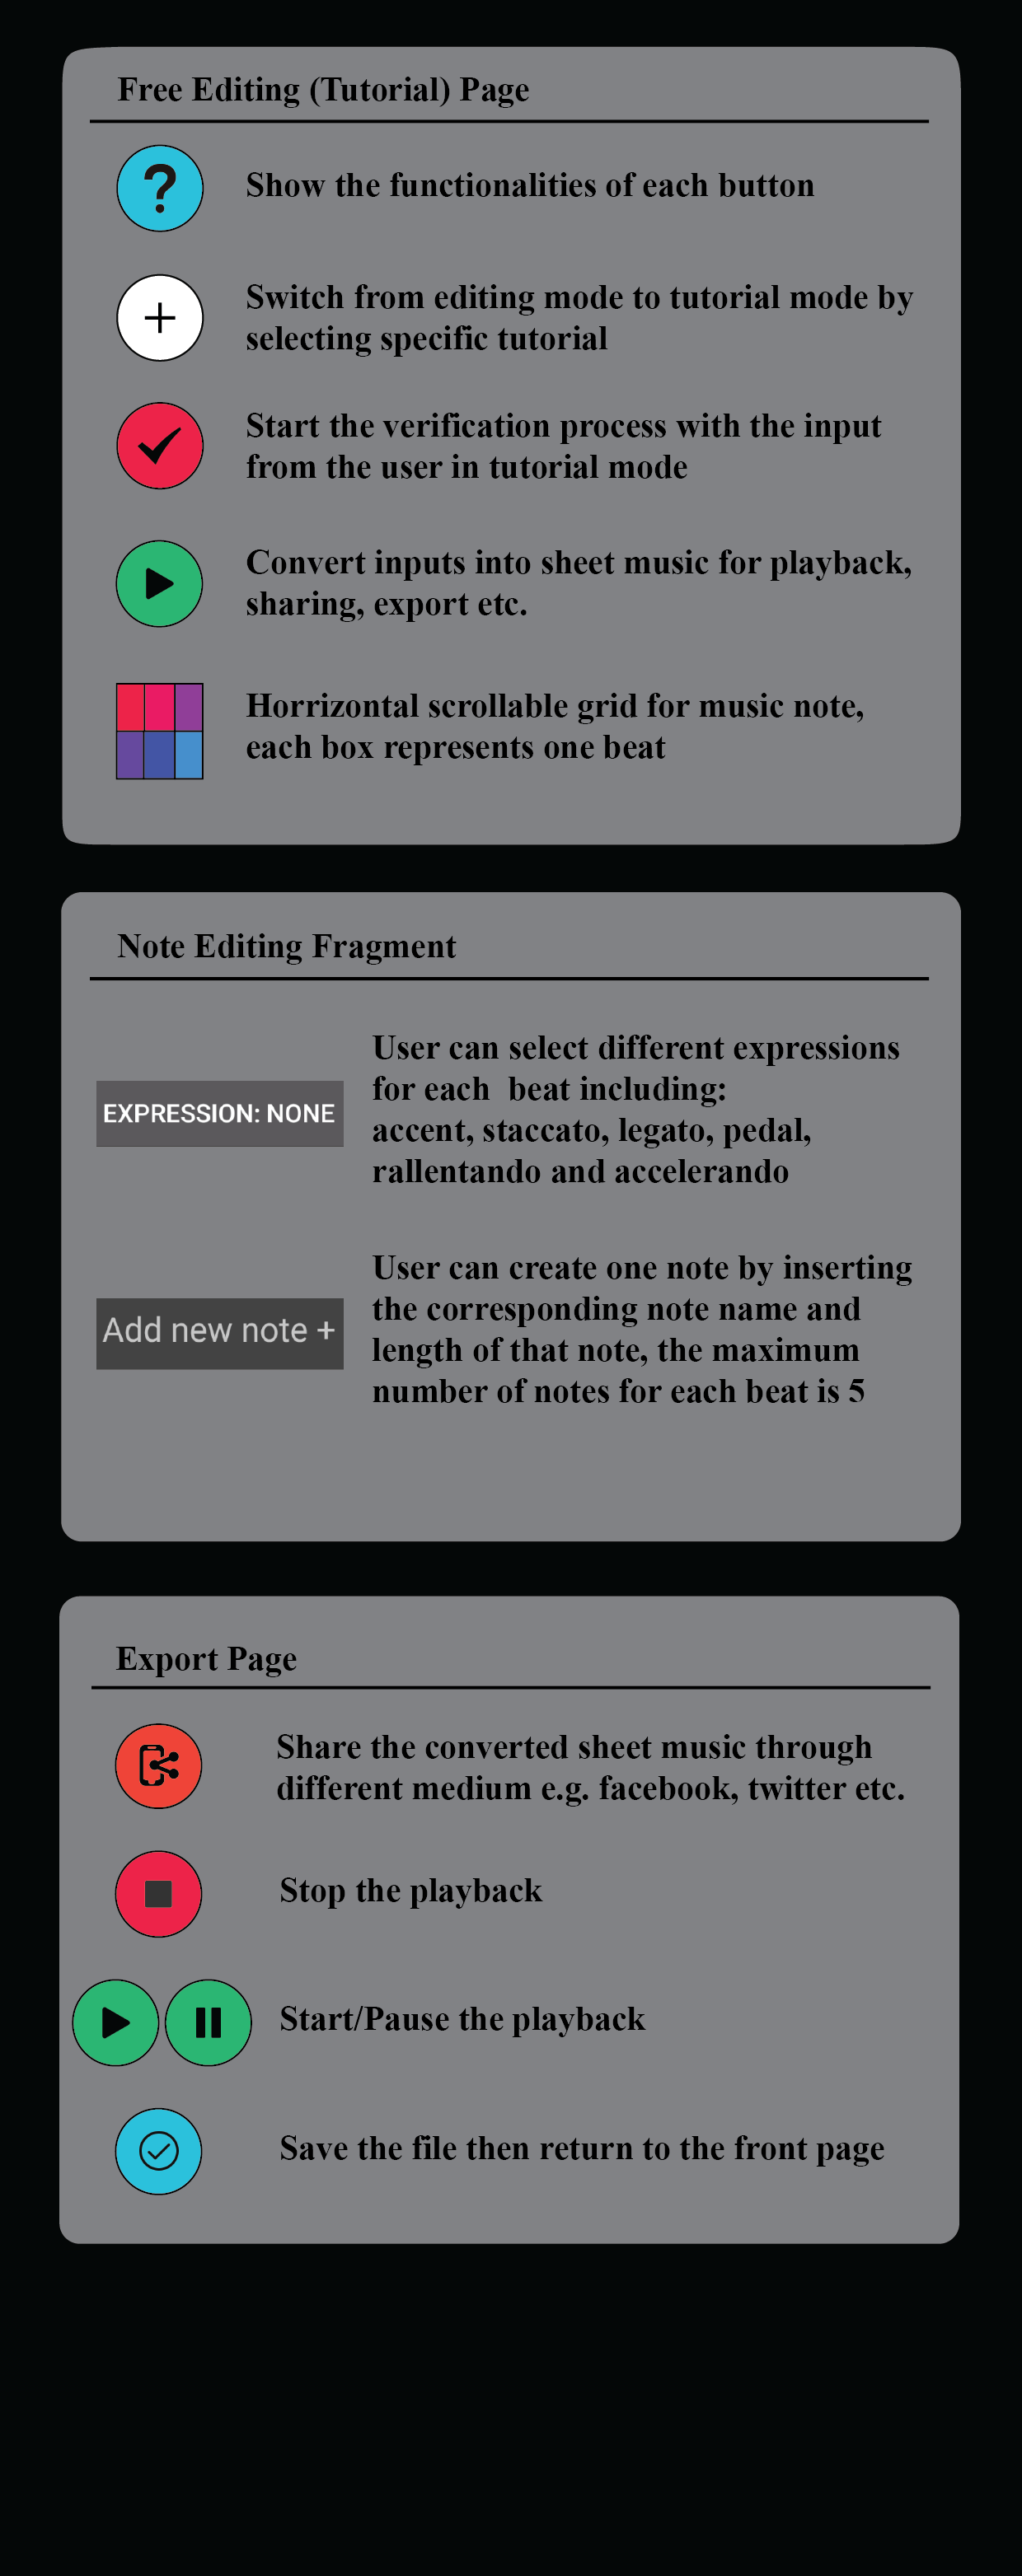 Free Editing (Tutorial) Page
?
Show the functionalities of each button
+
Switch from editing mode to tutorial mode by
selecting specific tutorial
Start the verification process with the input
from the user in tutorial mode
Convert inputs into sheet music for playback,
sharing, export etc.
Horrizontal scrollable grid for music note,
each box represents one beat
Note Editing Fragment
EXPRESSION: NONE
User can select different expressions
for each  beat including:
accent, staccato, legato, pedal,
rallentando and accelerando
Add new note +
User can create one note by inserting
the corresponding note name and
length of that note, the maximum
number of notes for each beat is 5
Export Page
Share the converted sheet music through
different medium e.g. facebook, twitter etc.
Stop the playback
Start/Pause the playback
Save the file then return to the front page